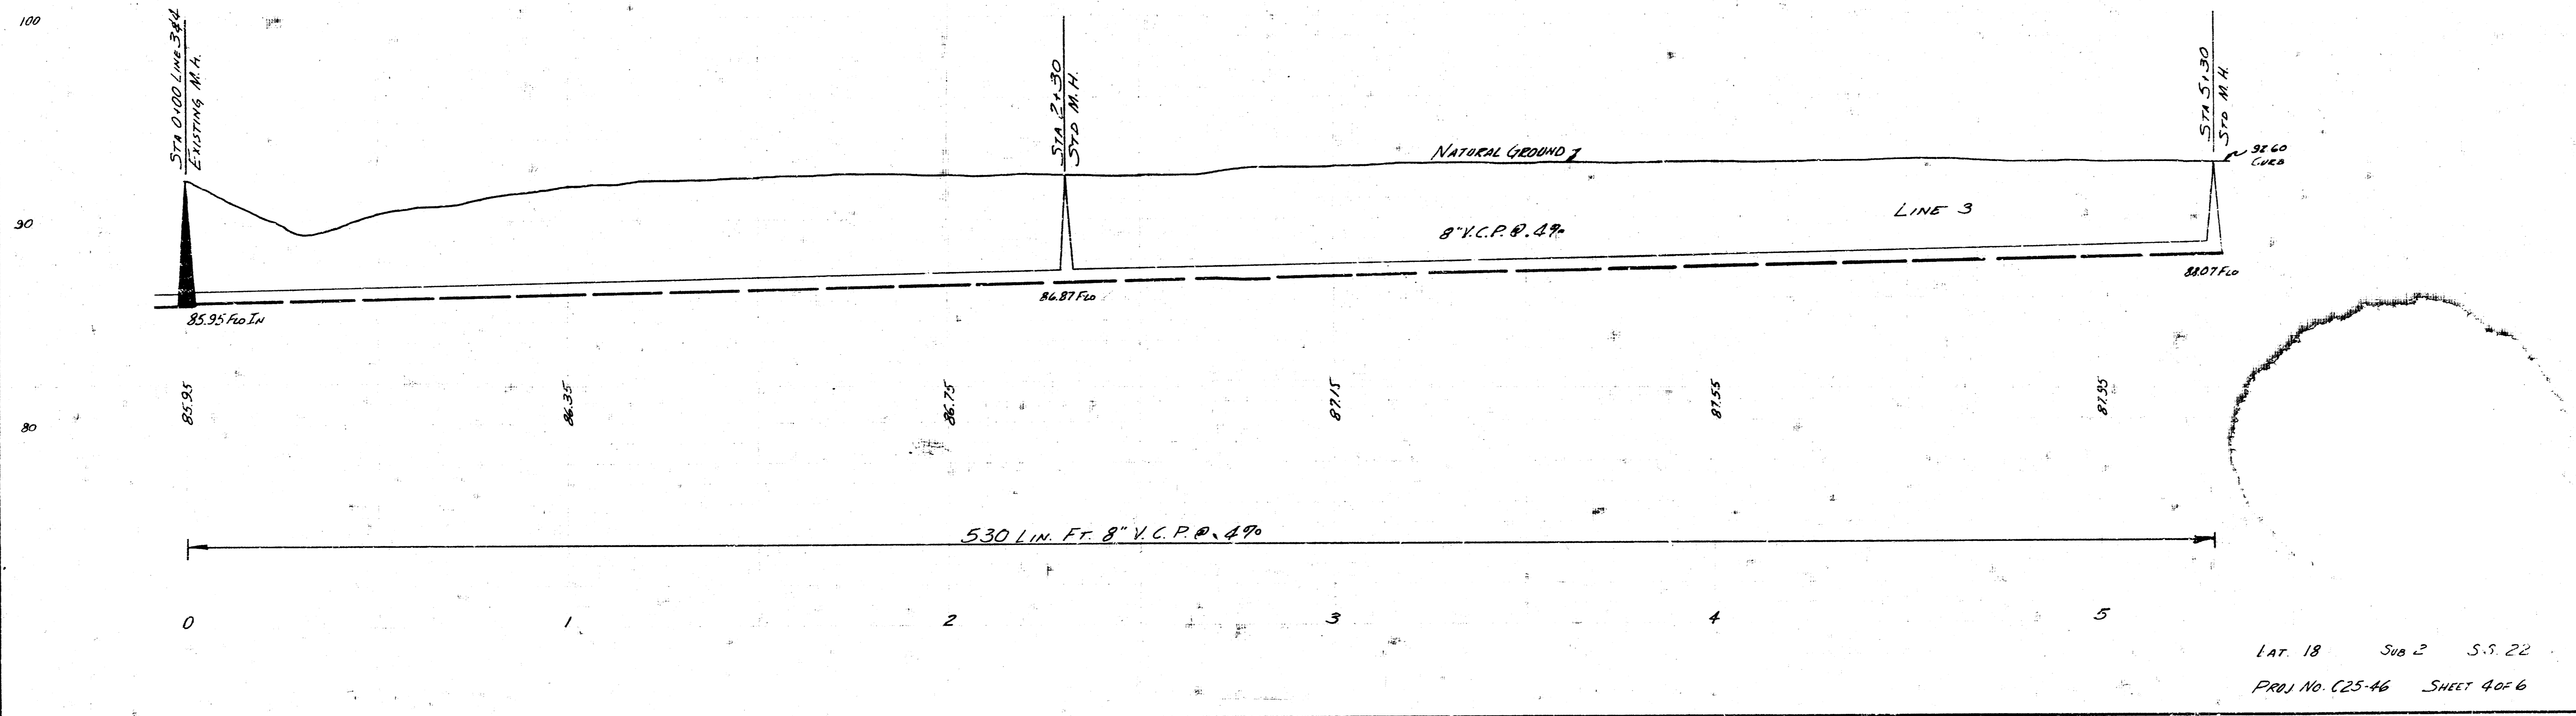 100
STA 0+00 LINE 3&4
EXISTING M.H.
STA 2+30
STD M.H.
STA 5+30
STD M.H.
NATURAL GROUND
92.60
CURB
90
LINE 3
8" V.C.P. @ .4%
85.95 FLO IN
86.87 FLO
88.07 FLO
80
85.95
86.35
86.75
87.15
87.55
87.95
530 LIN. FT. 8" V.C.P. @ .4%
0
1
2
3
4
5
LAT. 18 SUB 2 S.S. 22
PROJ NO. C25-46 SHEET 4 OF 6